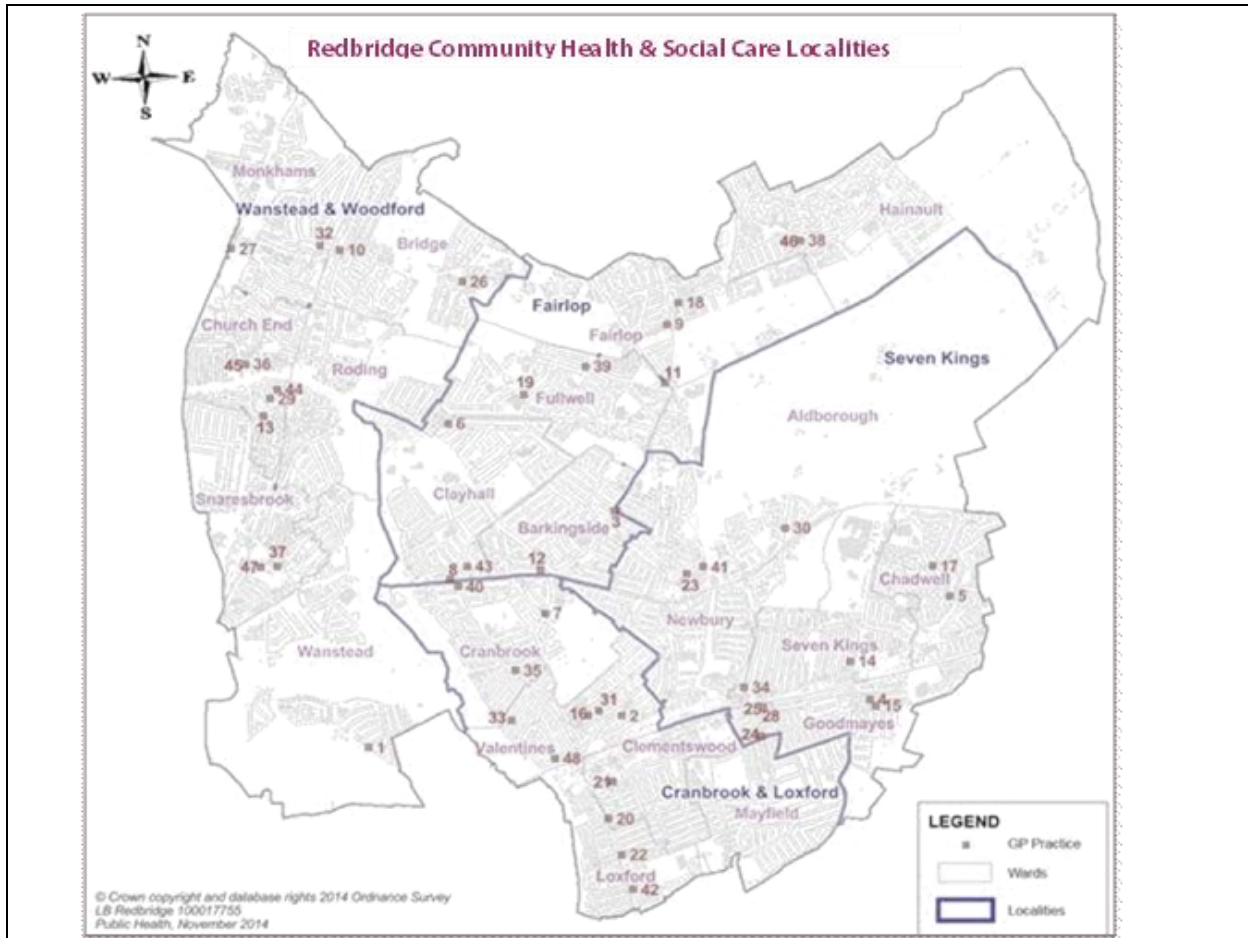 Redbridge Community Health & Social Care Localities
N
W E
S
Monkhams
Wanstead & Woodford
Hainault
32
27
10
Bridge
46 38
26
Fairlop
18
Church End
Fairlop
9
45 36
Roding
39
Seven Kings
44
19
11
29
Fullwell
Aldborough
13
6
Snaresbrook
Clayhall
Barkingside
3
30
37
47
8
43
12
41
17
40
23
Chadwell
5
7
Newbury
Wanstead
Cranbrook
Seven Kings
14
35
34
4
31
25
15
33
16
2
28
Goodmayes
1
Valentines
24
48
Clementswood
21
Cranbrook & Loxford
20
Mayfield
22
Loxford
42
LEGEND
GP Practice
Wards
Localities
© Crown copyright and database rights 2014 Ordnance Survey
LB Redbridge 100017755
Public Health, November 2014